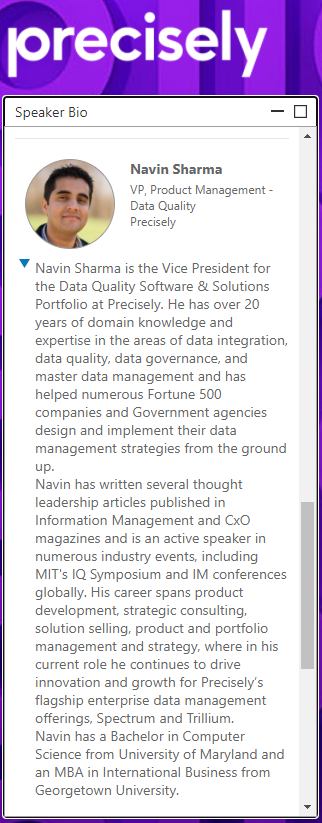 precisely
Speaker Bio
Navin Sharma
VP, Product Management -
Data Quality
Precisely
Navin Sharma is the Vice President for
the Data Quality Software & Solutions
Portfolio at Precisely. He has over 20
years of domain knowledge and
expertise in the areas of data integration,
data quality, data governance, and
master data management and has
helped numerous Fortune 500
companies and Government agencies
design and implement their data
management strategies from the ground
up.
Navin has written several thought
leadership articles published in
Information Management and CxO
magazines and is an active speaker in
numerous industry events, including
MIT's IQ Symposium and IM conferences
globally. His career spans product
development, strategic consulting,
solution selling, product and portfolio
management and strategy, where in his
current role he continues to drive
innovation and growth for Precisely’s
flagship enterprise data management
offerings, Spectrum and Trillium.
Navin has a Bachelor in Computer
Science from University of Maryland and
an MBA in International Business from
Georgetown University.